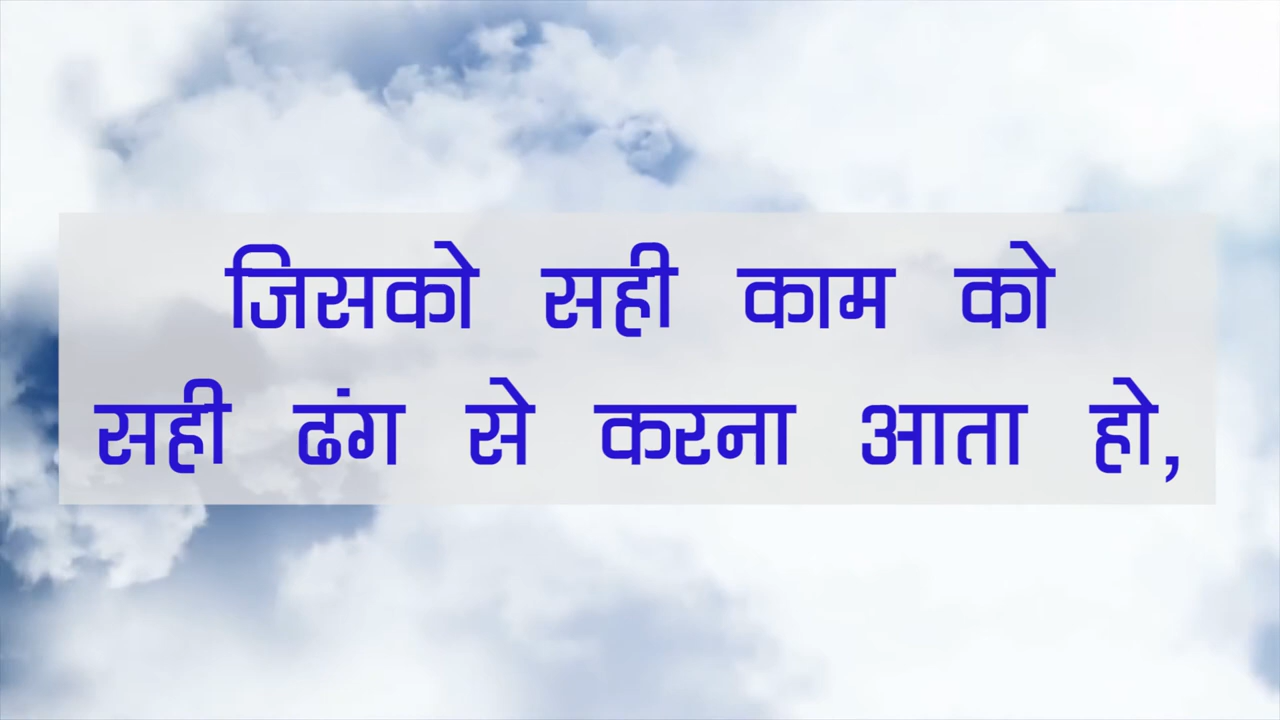 जिसको सही काम को
सही ढंग से करना आता हो,